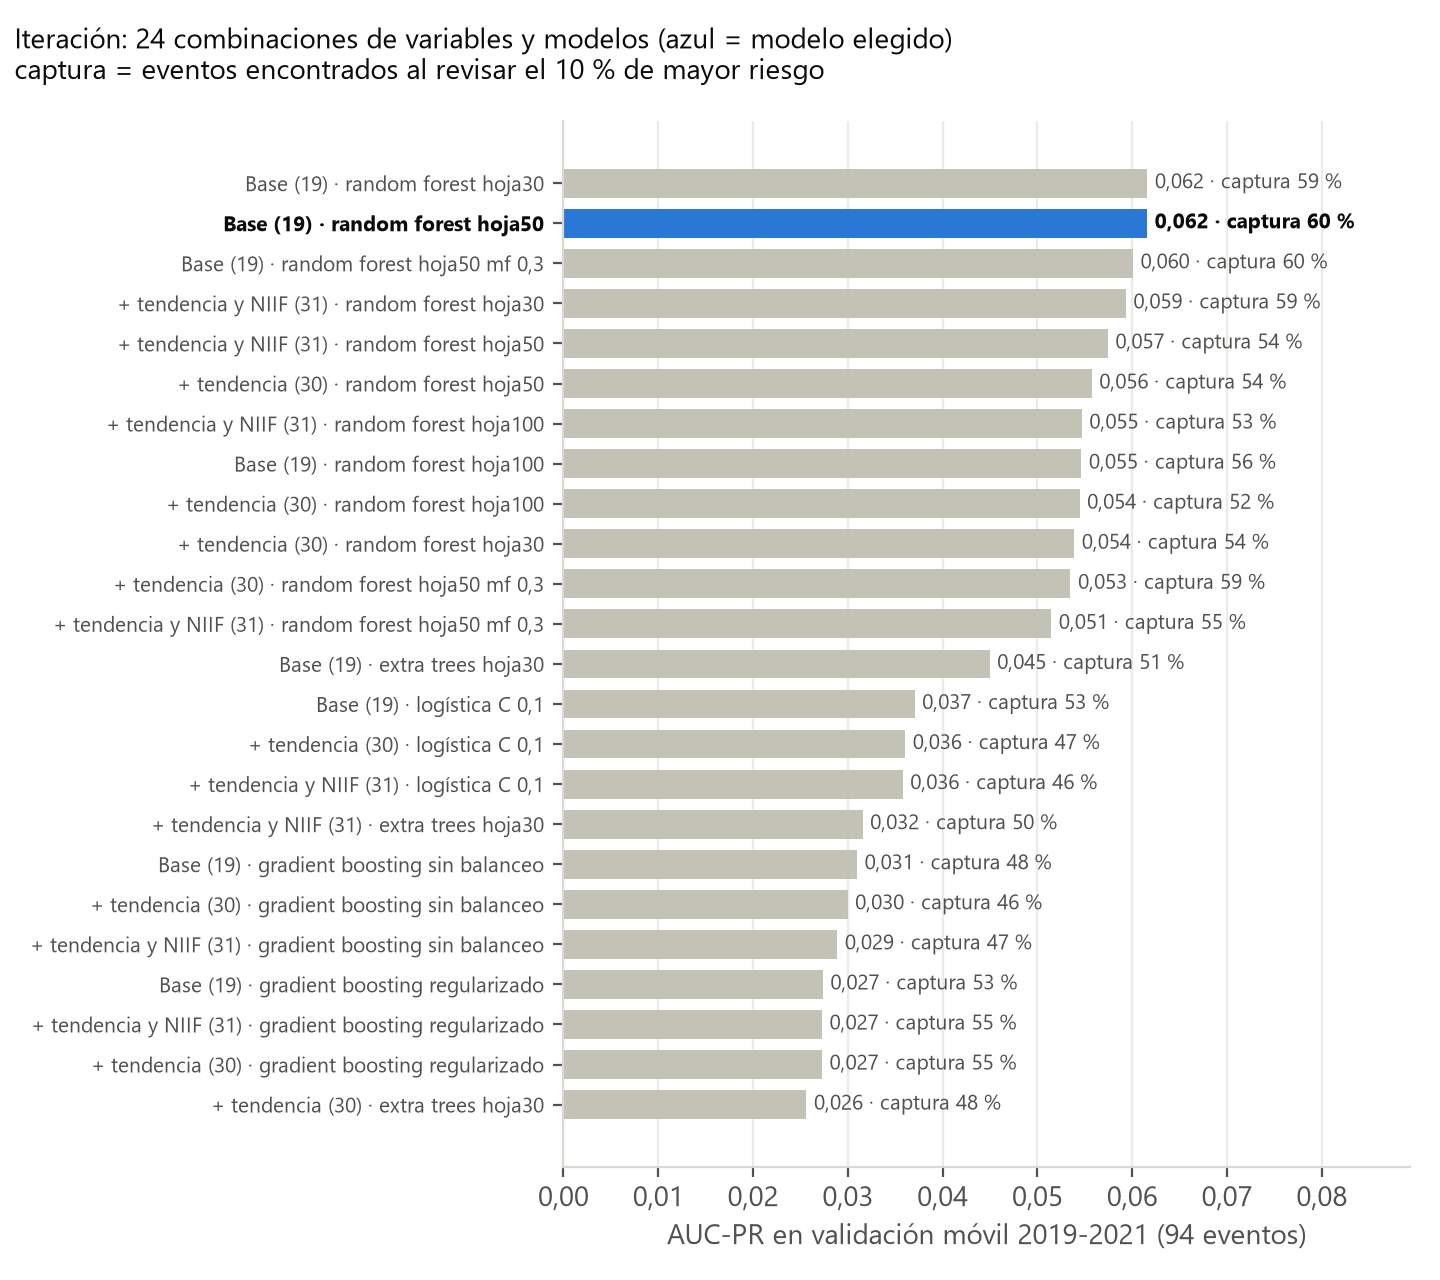 Iteración: 24 combinaciones de variables y modelos (azul = modelo elegido)
captura = eventos encontrados al revisar el 10 % de mayor riesgo
Base (19) · random forest hoja30 0,062 · captura 59 %
Base (19) · random forest hoja50 0,062 · captura 60 %
Base (19) · random forest hoja50 mf 0,3 0,060 · captura 60 %
+ tendencia y NIIF (31) · random forest hoja30 0,059 · captura 59 %
+ tendencia y NIIF (31) · random forest hoja50 0,057 · captura 54 %
+ tendencia (30) · random forest hoja50 0,056 · captura 54 %
+ tendencia y NIIF (31) · random forest hoja100 0,055 · captura 53 %
Base (19) · random forest hoja100 0,055 · captura 56 %
+ tendencia (30) · random forest hoja100 0,054 · captura 52 %
+ tendencia (30) · random forest hoja30 0,054 · captura 54 %
+ tendencia (30) · random forest hoja50 mf 0,3 0,053 · captura 59 %
+ tendencia y NIIF (31) · random forest hoja50 mf 0,3 0,051 · captura 55 %
Base (19) · extra trees hoja30 0,045 · captura 51 %
Base (19) · logística C 0,1 0,037 · captura 53 %
+ tendencia (30) · logística C 0,1 0,036 · captura 47 %
+ tendencia y NIIF (31) · logística C 0,1 0,036 · captura 46 %
+ tendencia y NIIF (31) · extra trees hoja30 0,032 · captura 50 %
Base (19) · gradient boosting sin balanceo 0,031 · captura 48 %
+ tendencia (30) · gradient boosting sin balanceo 0,030 · captura 46 %
+ tendencia y NIIF (31) · gradient boosting sin balanceo 0,029 · captura 47 %
Base (19) · gradient boosting regularizado 0,027 · captura 53 %
+ tendencia y NIIF (31) · gradient boosting regularizado 0,027 · captura 55 %
+ tendencia (30) · gradient boosting regularizado 0,027 · captura 55 %
+ tendencia (30) · extra trees hoja30 0,026 · captura 48 %
0,00 0,01 0,02 0,03 0,04 0,05 0,06 0,07 0,08
AUC-PR en validación móvil 2019-2021 (94 eventos)